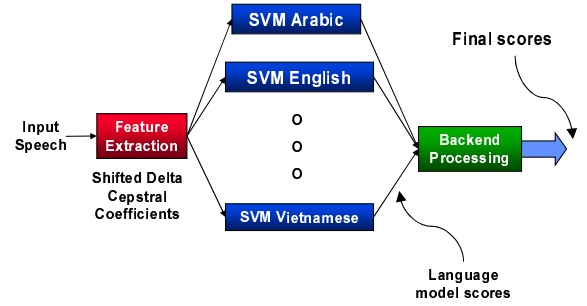 SVM Arabic
Final scores
SVM English
Input
Speech
Feature
Extraction
O
O
O
Backend
Processing
Shifted Delta
Cepstral
Coefficients
SVM Vietnamese
Language
model scores